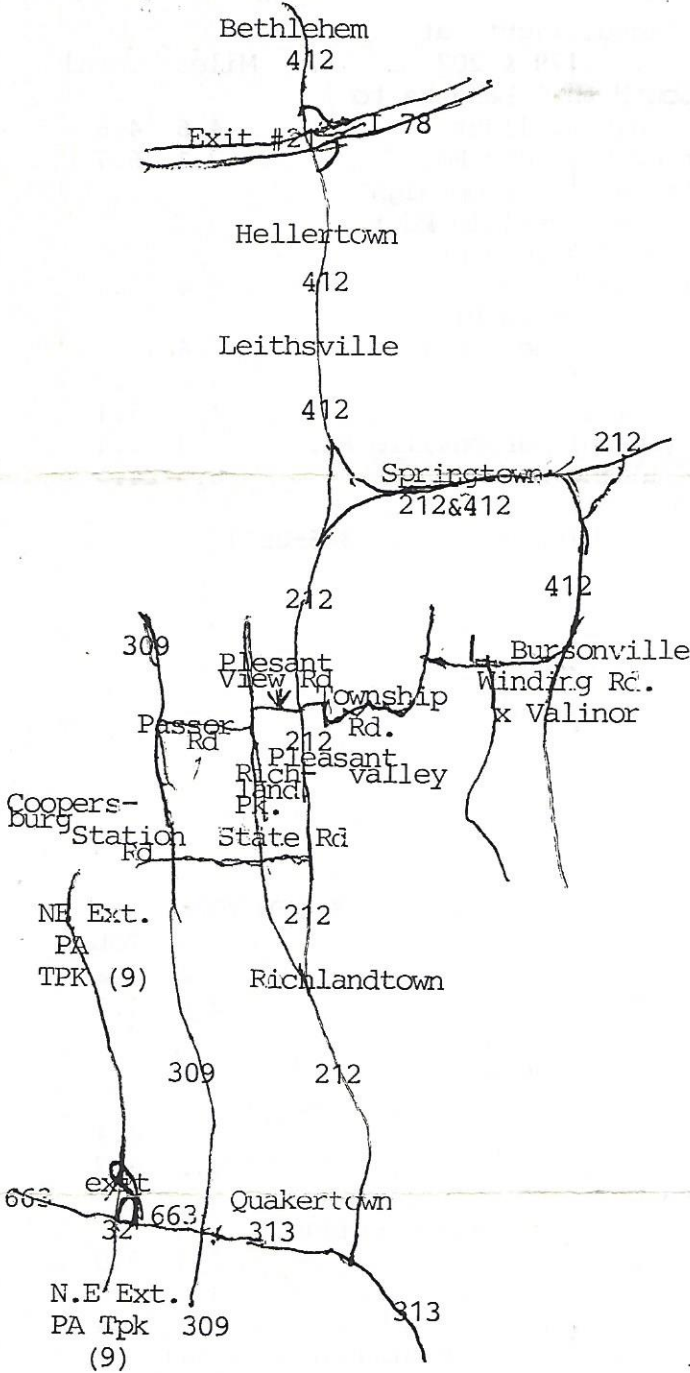 Bethlehem
412
Exit #21
I 78
Hellertown
412
Leithsville
412
212
Springtown
212&412
212
412
309
Plesant
View Rd
Bursonville
Township
Rd.
Winding Rd.
x Valinor
Passer
Rd
212
Pleasant
valley
Rich-
land
Pk.
Coopers-
burg
Station
Rd
State Rd
NE Ext.
PA
TPK (9)
212
Richlandtown
309
212
exit
32
663
663
Quakertown
313
N.E Ext.
PA Tpk
(9)
309
313